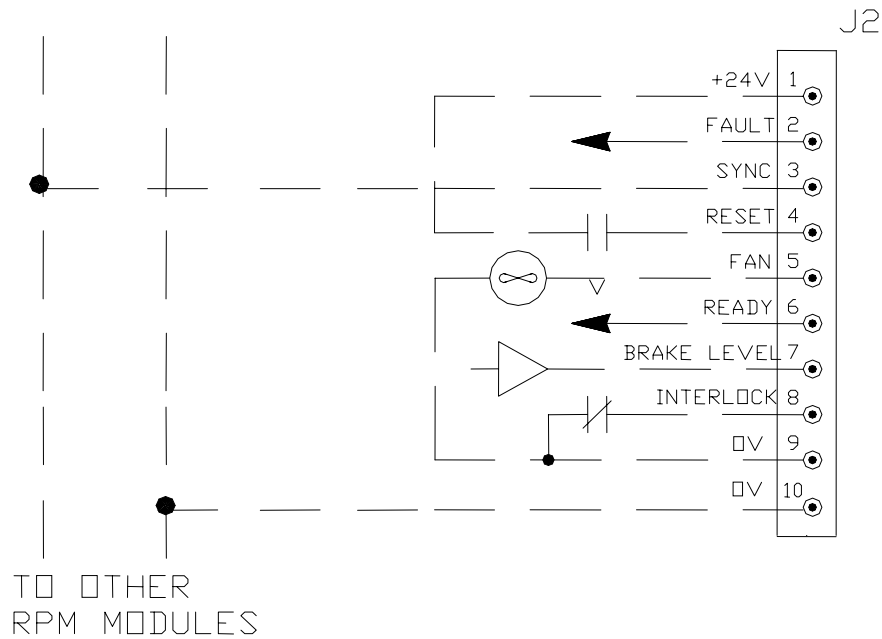 J2
+24V 1
FAULT 2
SYNC 3
RESET 4
FAN 5
READY 6
BRAKE LEVEL 7
INTERLOCK 8
0V 9
0V 10
TO OTHER
RPM MODULES